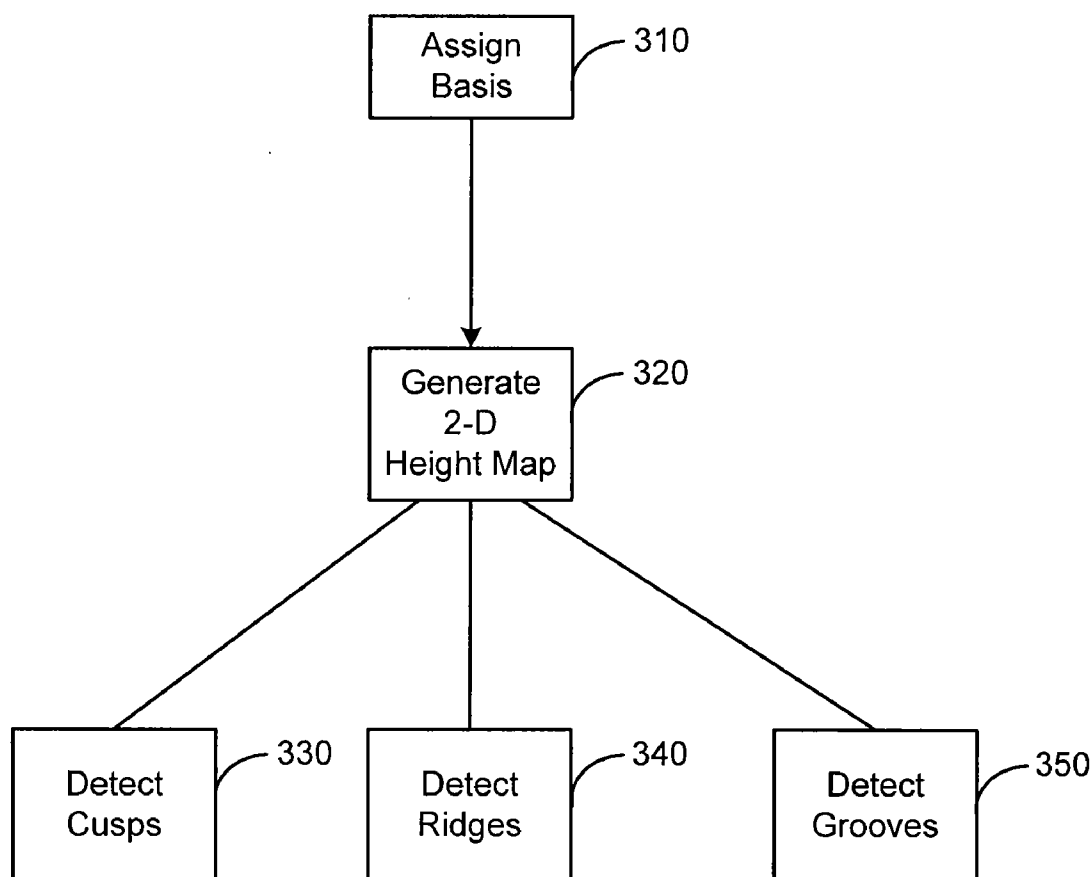 Assign
Basis
310
Generate
2-D
Height Map
320
Detect
Cusps
330
Detect
Ridges
340
Detect
Grooves
350